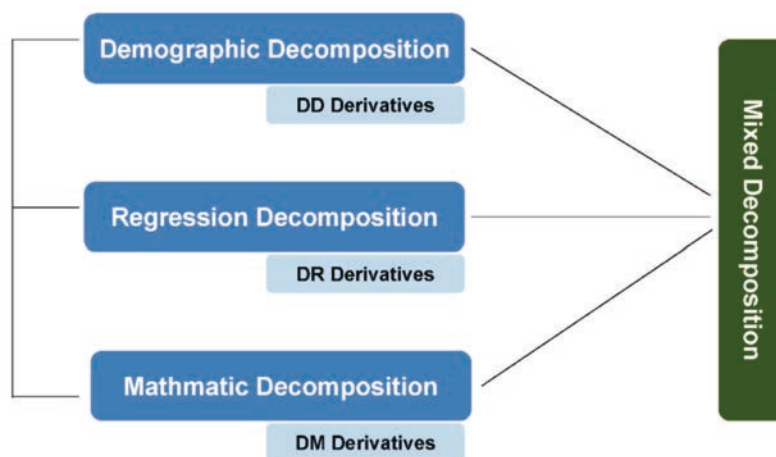 Demographic Decomposition
DD Derivatives
Regression Decomposition
DR Derivatives
Mathmatic Decomposition
DM Derivatives
Mixed Decomposition